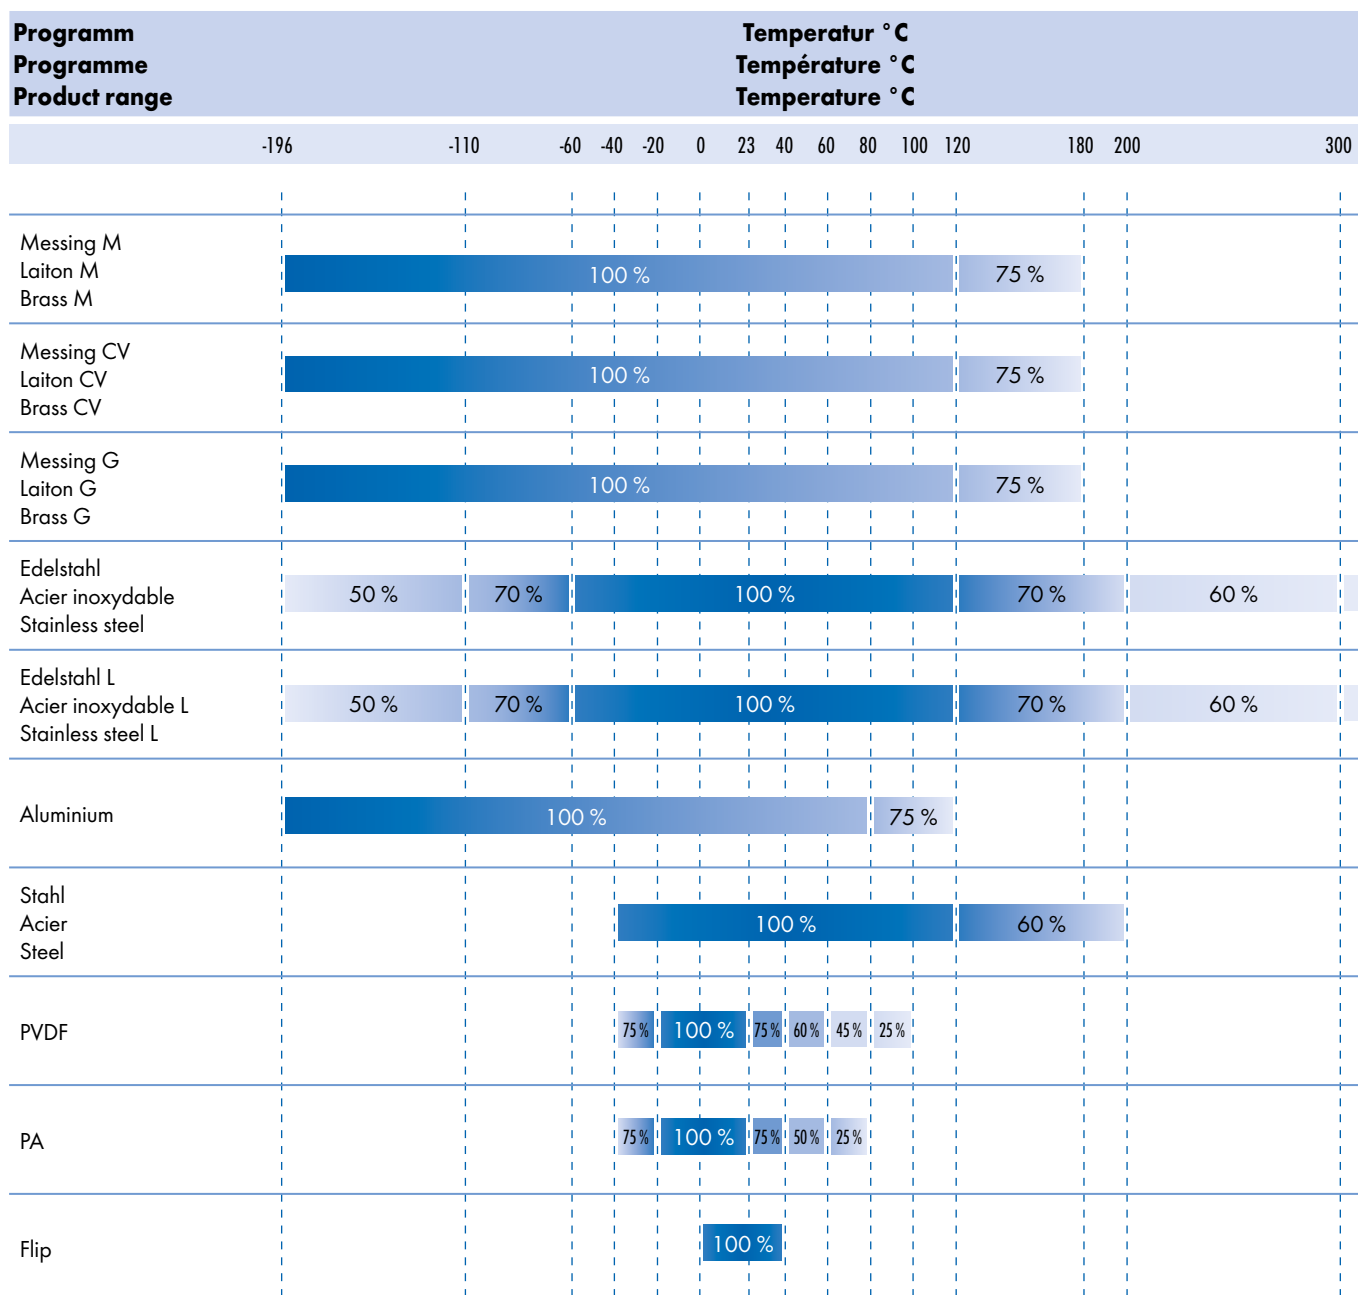 Programm Temperatur °C
Programme Température °C
Product range Temperature °C
-196 -110 -60 -40 -20 0 23 40 60 80 100 120 180 200 300
Messing M
Laiton M
Brass M
100 % 75 %
Messing CV
Laiton CV
Brass CV
100 % 75 %
Messing G
Laiton G
Brass G
100 % 75 %
Edelstahl
Acier inoxydable
Stainless steel
50 % 70 % 100 % 70 % 60 %
Edelstahl L
Acier inoxydable L
Stainless steel L
50 % 70 % 100 % 70 % 60 %
Aluminium 100 % 75 %
Stahl
Acier
Steel
100 % 60 %
PVDF 75 % 100 % 75 % 60 % 45 % 25 %
PA 75 % 100 % 75 % 50 % 25 %
Flip 100 %